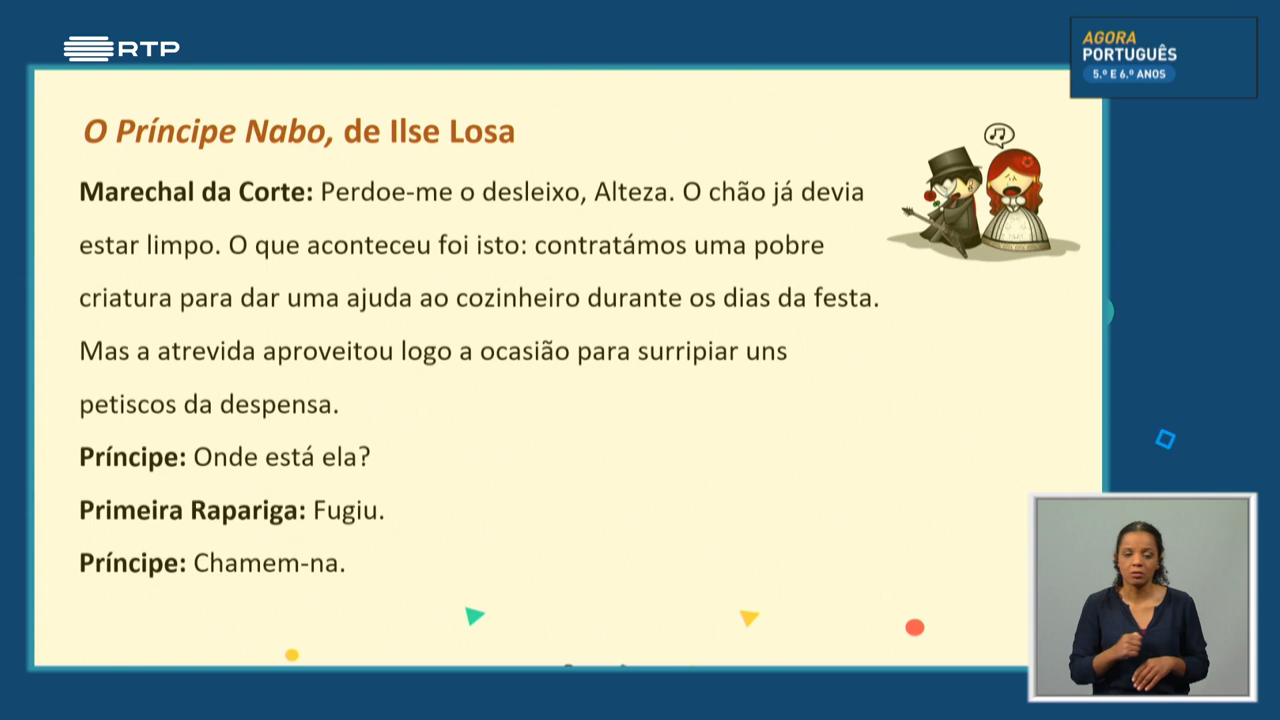 RTP
AGORA
PORTUGUÊS
5.º E 6.º ANOS
O Príncipe Nabo, de Ilse Losa
Marechal da Corte: Perdoe-me o desleixo, Alteza. O chão já devia
estar limpo. O que aconteceu foi isto: contratámos uma pobre
criatura para dar uma ajuda ao cozinheiro durante os dias da festa.
Mas a atrevida aproveitou logo a ocasião para surripiar uns
petiscos da despensa.
Príncipe: Onde está ela?
Primeira Rapariga: Fugiu.
Príncipe: Chamem-na.